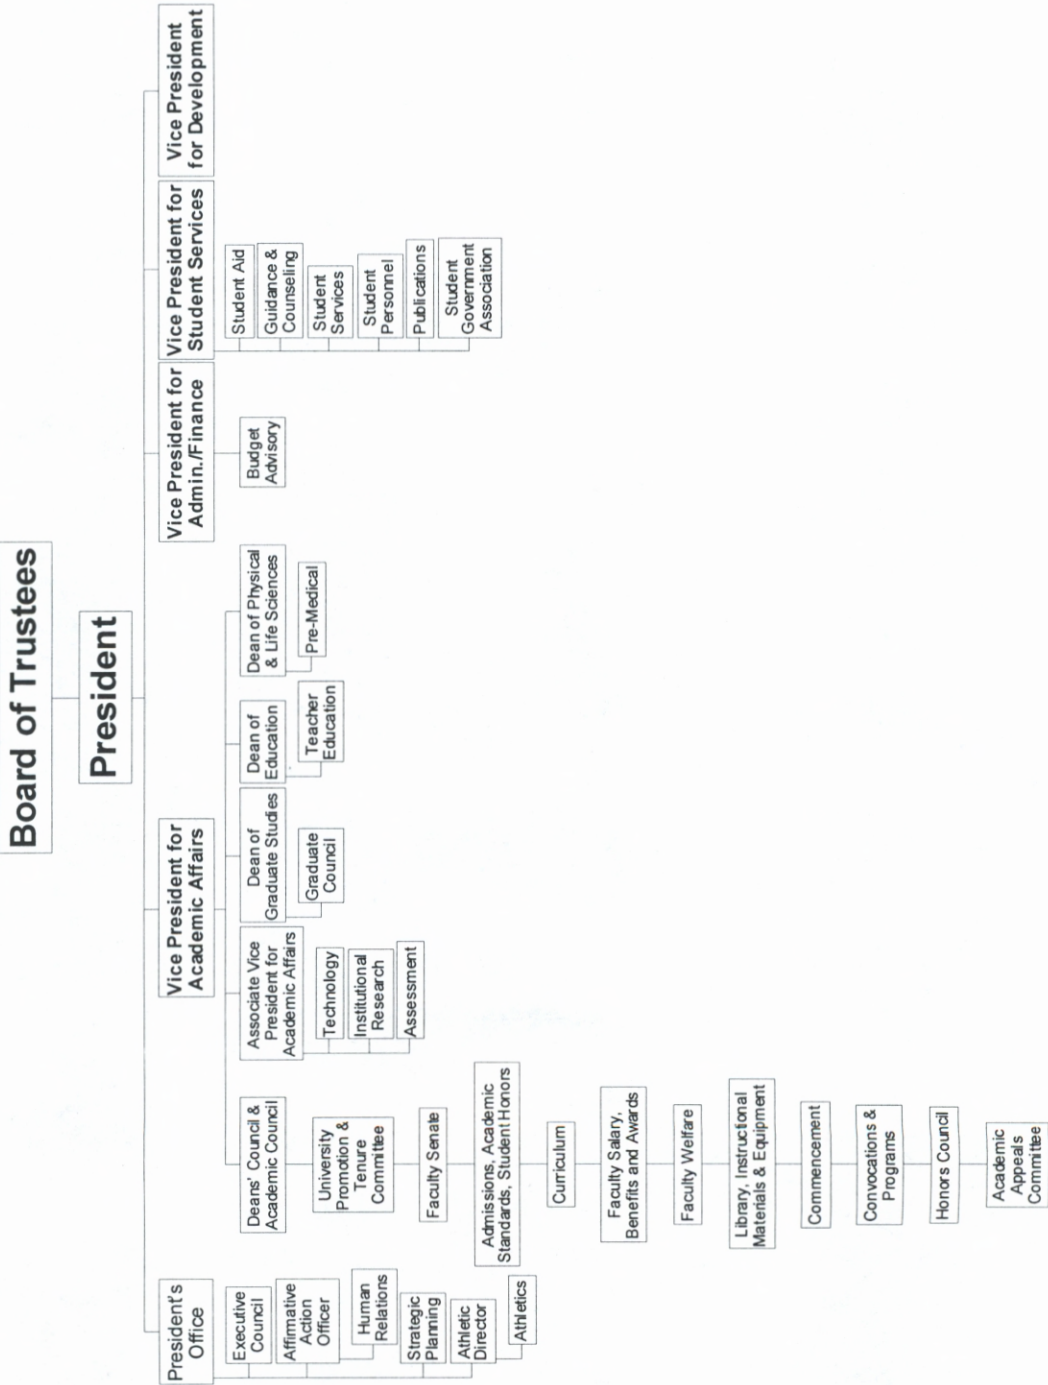 Board of Trustees
President
President's
Office
Executive
Council
Affirmative
Action
Officer
Human
Relations
Strategic
Planning
Athletic
Director
Athletics
Vice President for
Academic Affairs
Deans' Council &
Academic Council
University
Promotion &
Tenure
Committee
Faculty Senate
Admissions, Academic
Standards, Student Honors
Curriculum
Faculty Salary,
Benefits and Awards
Faculty Welfare
Library, Instructional
Materials & Equipment
Commencement
Convocations &
Programs
Honors Council
Academic
Appeals
Committee
Associate Vice
President for
Academic Affairs
Technology
Institutional
Research
Assessment
Dean of
Graduate Studies
Graduate
Council
Dean of
Education
Teacher
Education
Dean of Physical
& Life Sciences
Pre-Medical
Vice President for
Admin./Finance
Budget
Advisory
Vice President for
Student Services
Student Aid
Guidance &
Counseling
Student
Services
Student
Personnel
Publications
Student
Government
Association
Vice President
for Development